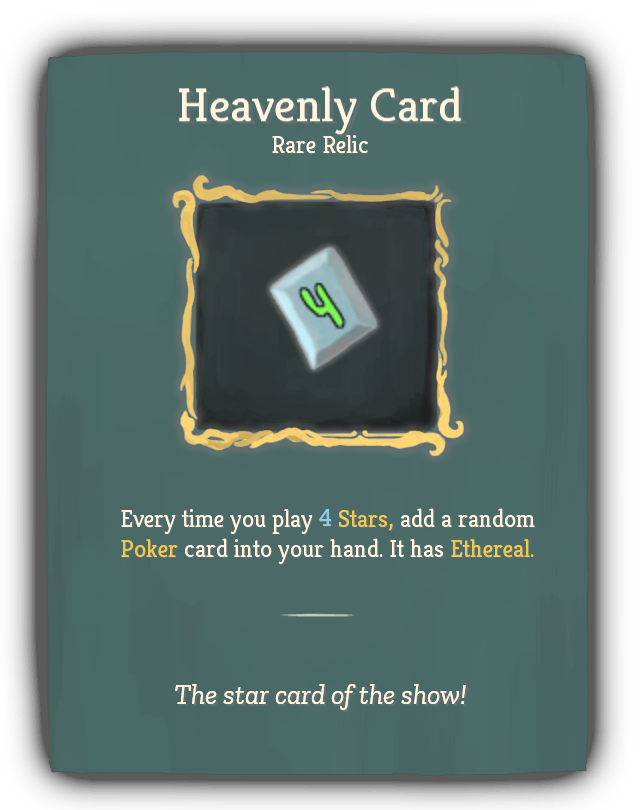 Heavenly Card
Rare Relic
4
Every time you play 4 Stars, add a random
Poker card into your hand. It has Ethereal.
The star card of the show!